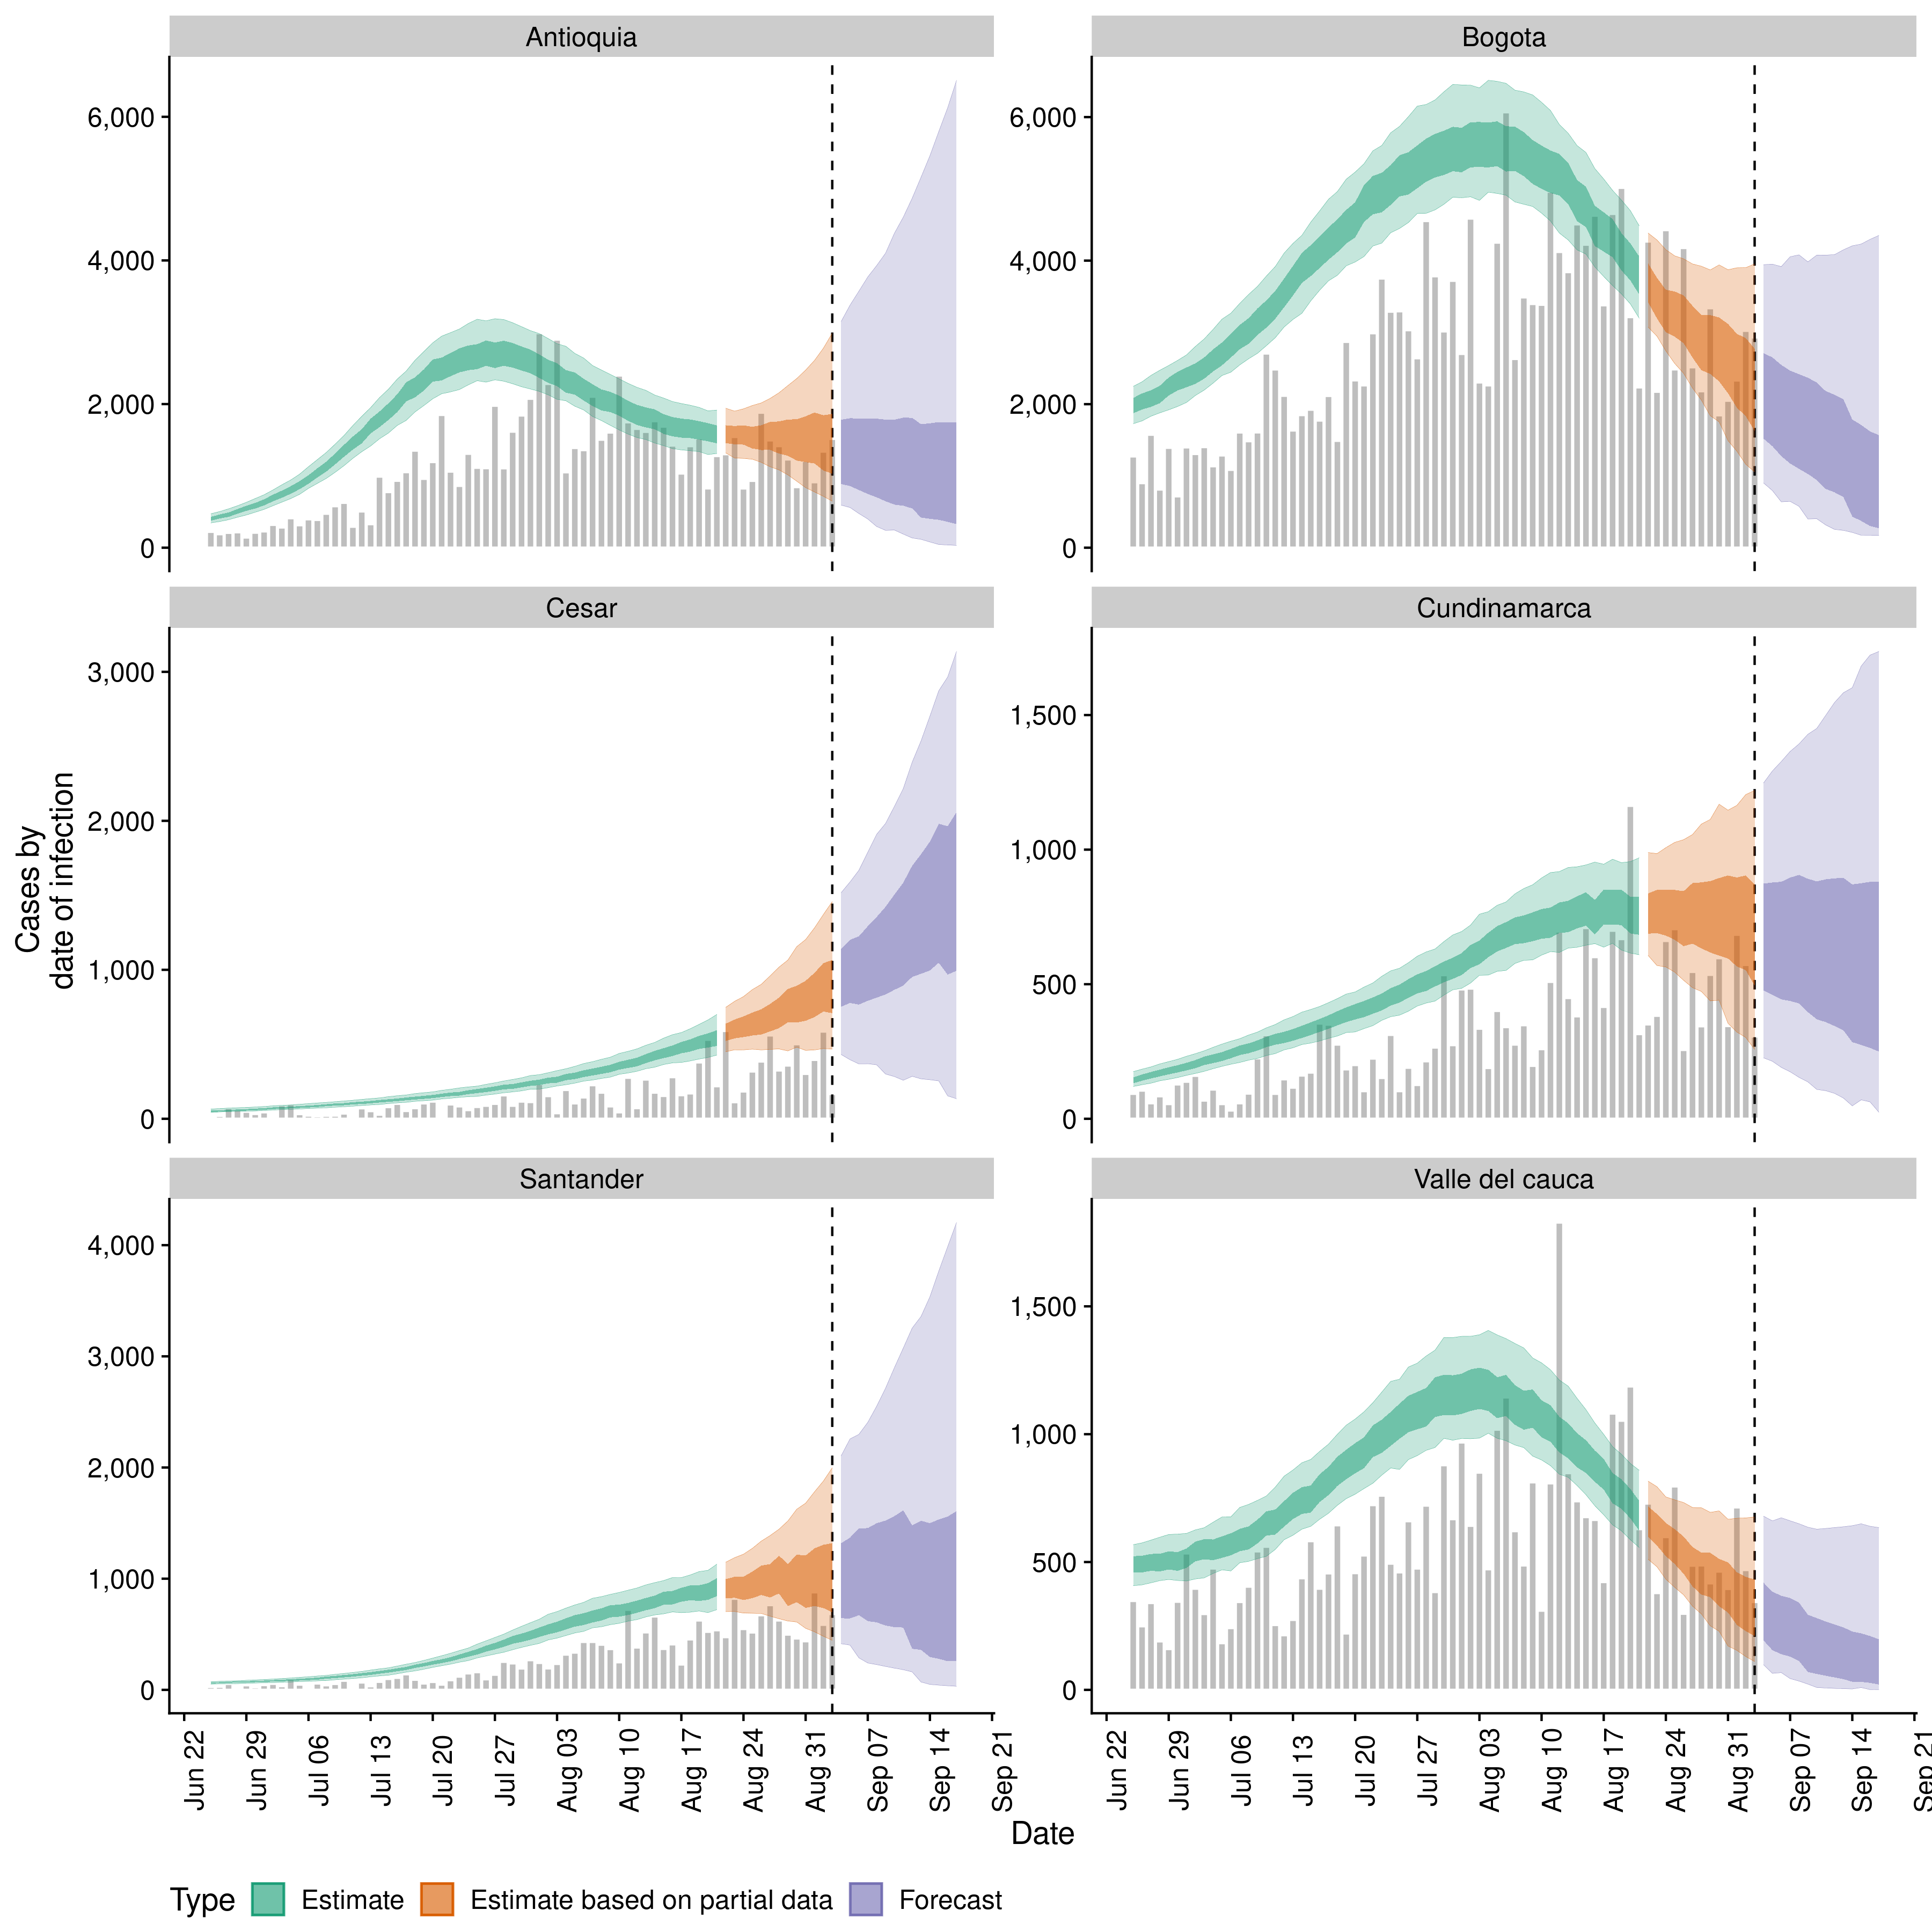 Antioquia
Bogota
6,000
4,000
2,000
0
6,000
4,000
2,000
0
Cesar
Cundinamarca
3,000
2,000
1,000
0
1,500
1,000
500
0
Cases by
date of infection
Santander
Valle del cauca
4,000
3,000
2,000
1,000
0
1,500
1,000
500
0
Jun 22
Jun 29
Jul 06
Jul 13
Jul 20
Jul 27
Aug 03
Aug 10
Aug 17
Aug 24
Aug 31
Sep 07
Sep 14
Sep 21
Jun 22
Jun 29
Jul 06
Jul 13
Jul 20
Jul 27
Aug 03
Aug 10
Aug 17
Aug 24
Aug 31
Sep 07
Sep 14
Sep 21
Date
Type Estimate Estimate based on partial data Forecast